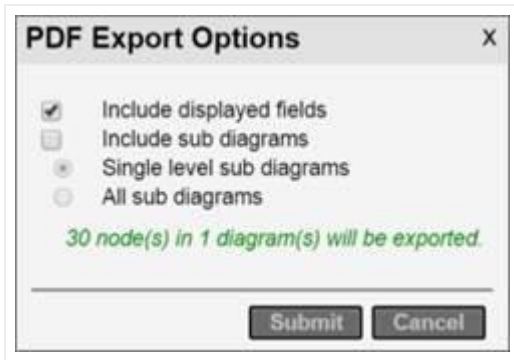 PDF Export Options X
Include displayed fields
Include sub diagrams
Single level sub diagrams
All sub diagrams
30 node(s) in 1 diagram(s) will be exported.
Submit Cancel